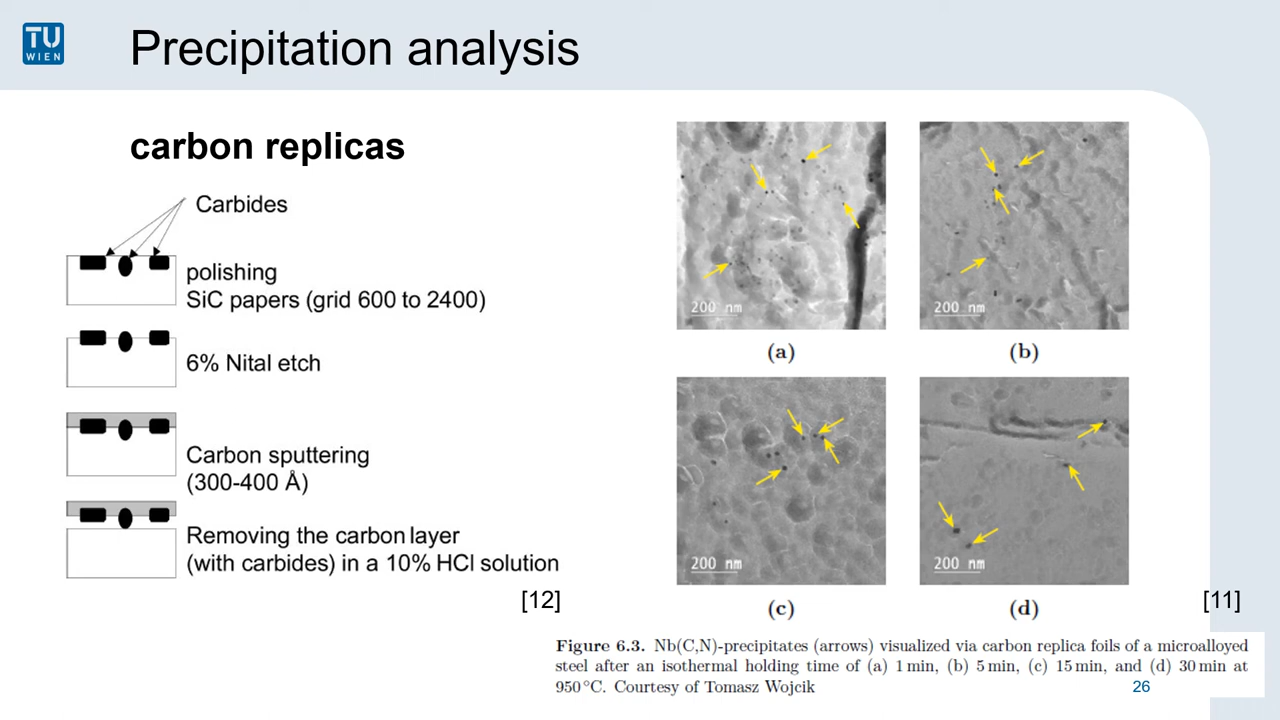 TU
WIEN
Precipitation analysis
carbon replicas
Carbides
polishing
SiC papers (grid 600 to 2400)
6% Nital etch
Carbon sputtering
(300-400 Å)
Removing the carbon layer
(with carbides) in a 10% HCl solution
[12]
200 nm
(a)
200 nm
(b)
200 nm
(c)
200 nm
(d)
[11]
Figure 6.3. Nb(C,N)-precipitates (arrows) visualized via carbon replica foils of a microalloyed
steel after an isothermal holding time of (a) 1 min, (b) 5 min, (c) 15 min, and (d) 30 min at
950 °C. Courtesy of Tomasz Wojcik
26